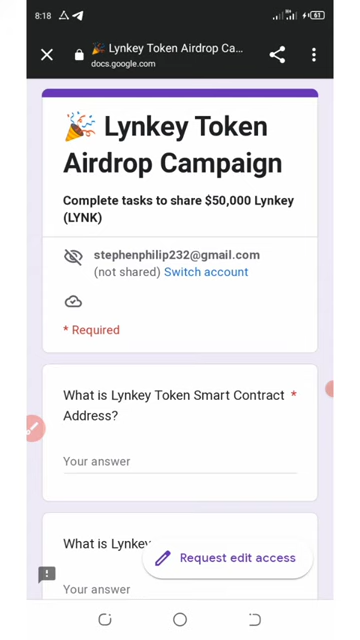 8:18
61
🎉 Lynkey Token Airdrop Ca...
docs.google.com
🎉 Lynkey Token
Airdrop Campaign
Complete tasks to share $50,000 Lynkey
(LYNK)
stephenphilip232@gmail.com
(not shared) Switch account
* Required
What is Lynkey Token Smart Contract *
Address?
Your answer
What is Lynkey
Request edit access
Your answer